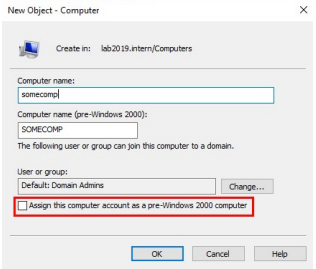 New Object - Computer
Create in: lab2019.intern/Computers
Computer name:
somecomp
Computer name (pre-Windows 2000):
SOMECOMP
The following user or group can join this computer to a domain.
User or group:
Default: Domain Admins
Change...
Assign this computer account as a pre-Windows 2000 computer
OK Cancel Help